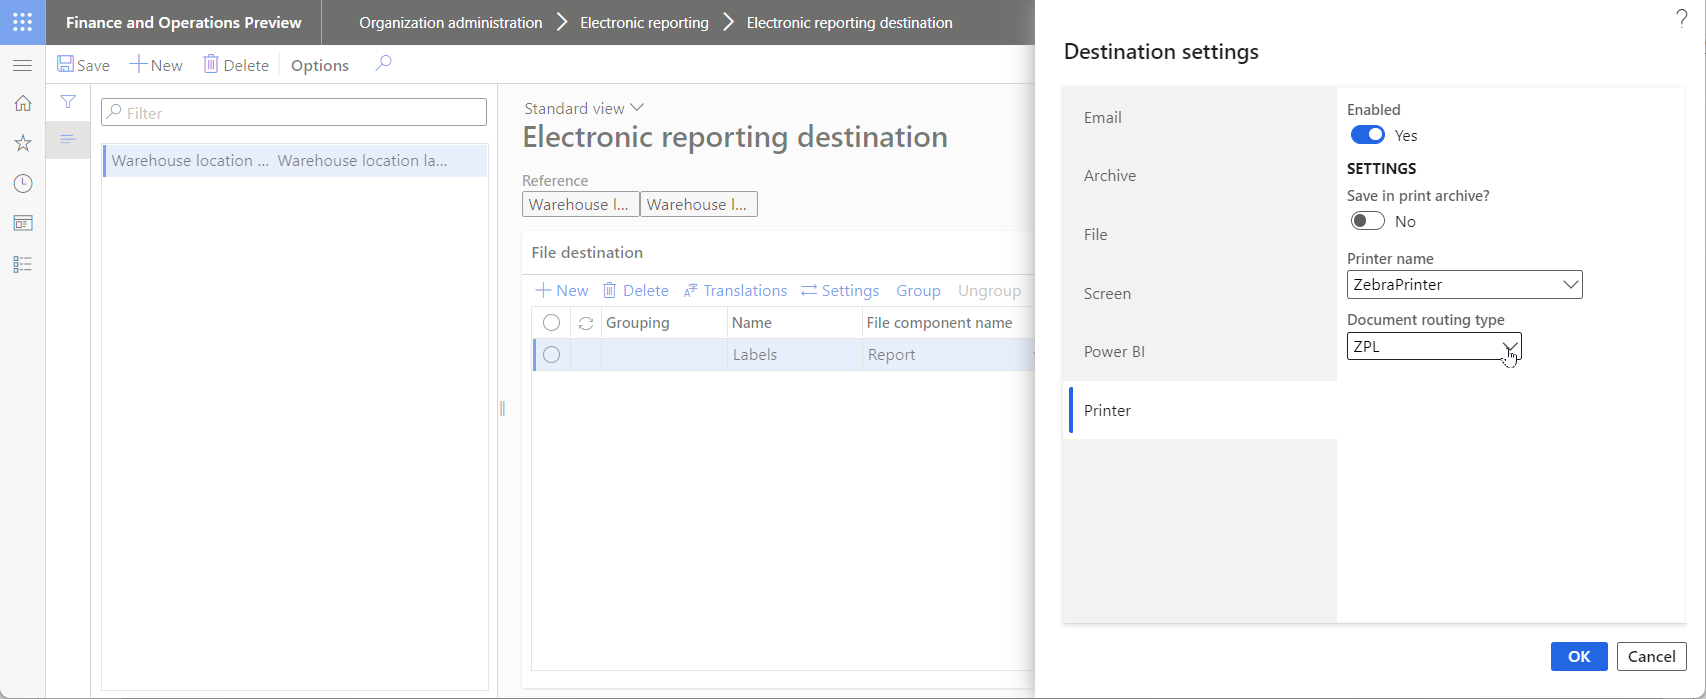 Finance and Operations Preview
Organization administration
Electronic reporting
Electronic reporting destination
?
Save
New
Delete
Options
Filter
Warehouse location ... Warehouse location la...
Standard view
Electronic reporting destination
Reference
Warehouse l... Warehouse l...
File destination
New Delete Translations Settings Group Ungroup
Grouping Name File component name
Labels Report
Destination settings
Email
Archive
File
Screen
Power BI
Printer
Enabled
Yes
SETTINGS
Save in print archive?
No
Printer name
ZebraPrinter
Document routing type
ZPL
OK
Cancel